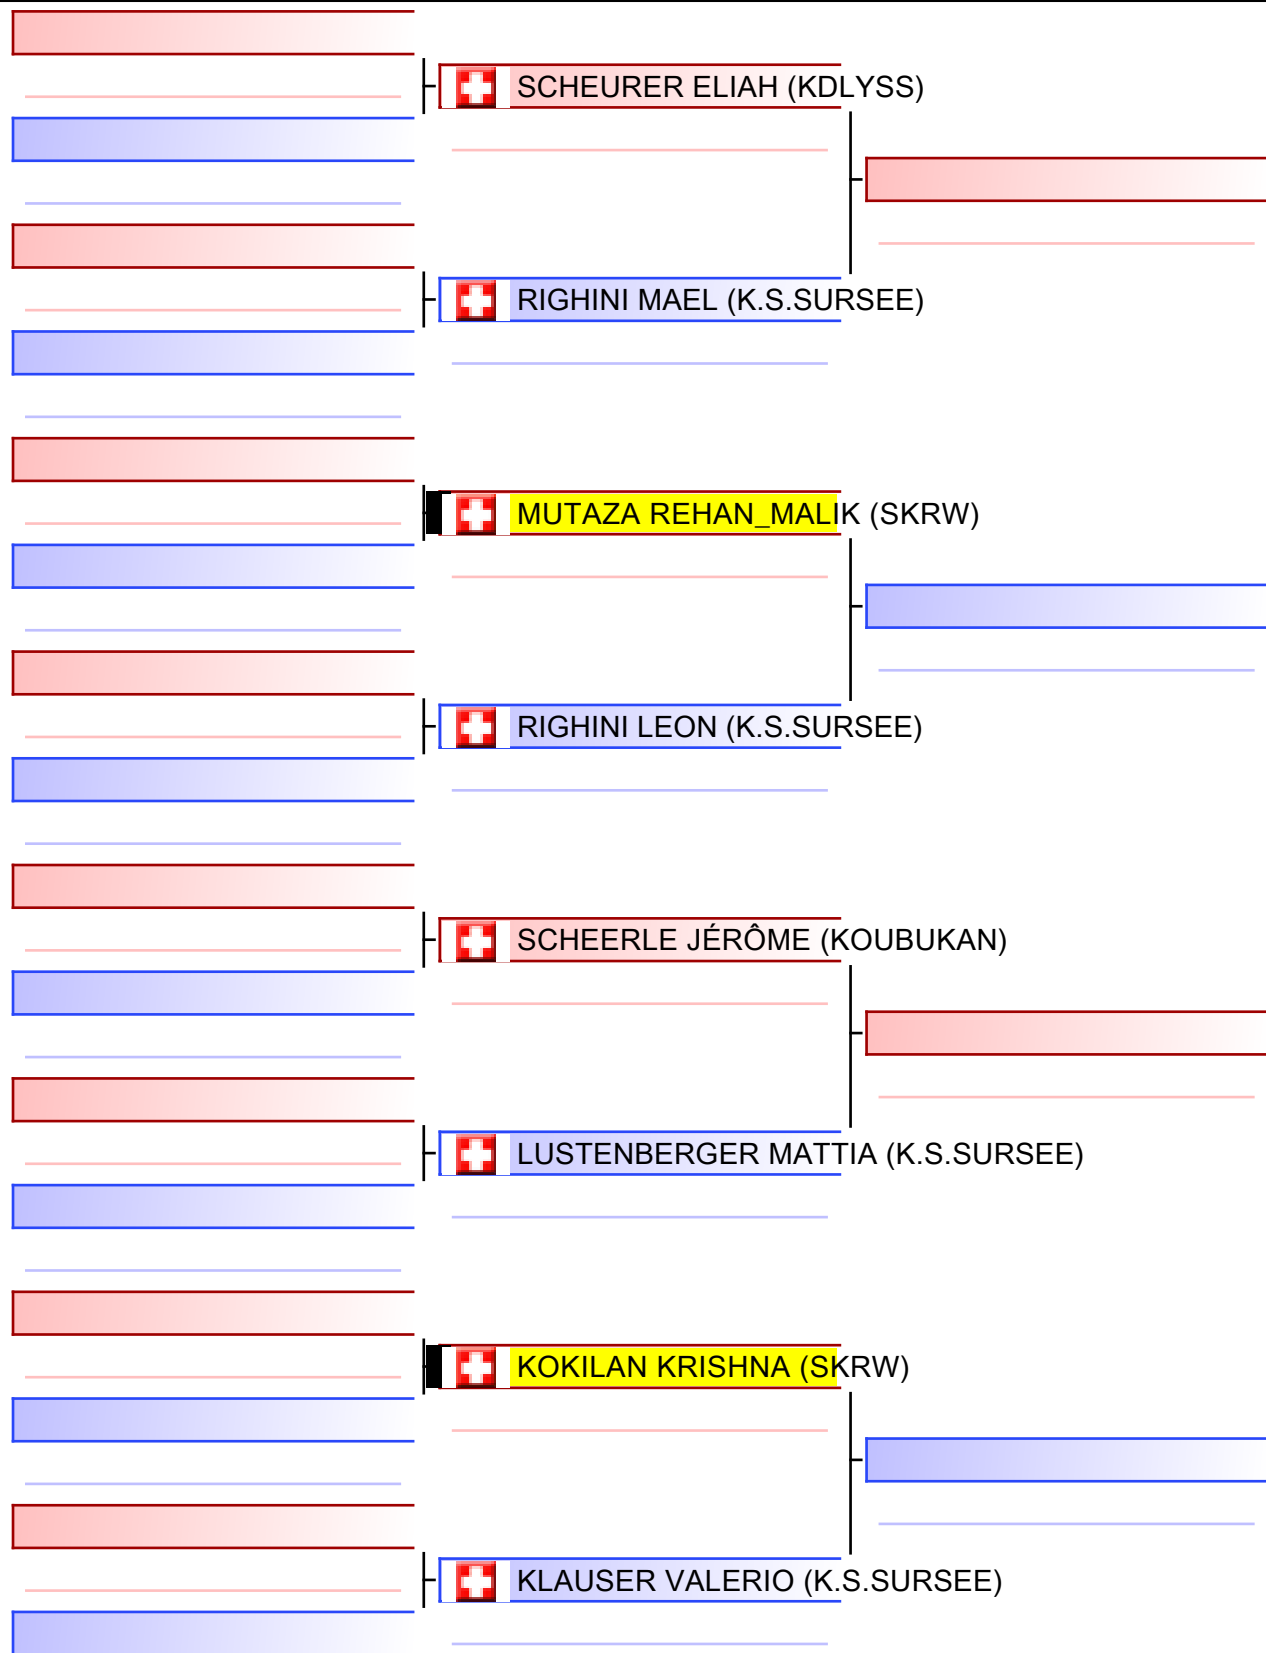 SCHEURER ELIAH (KDLYSS)
RIGHINI MAEL (K.S.SURSEE)
MUTAZA REHAN_MALIK (SKRW)
RIGHINI LEON (K.S.SURSEE)
SCHEERLE JÉRÔME (KOUBUKAN)
LUSTENBERGER MATTIA (K.S.SURSEE)
KOKILAN KRISHNA (SKRW)
KLAUSER VALERIO (K.S.SURSEE)